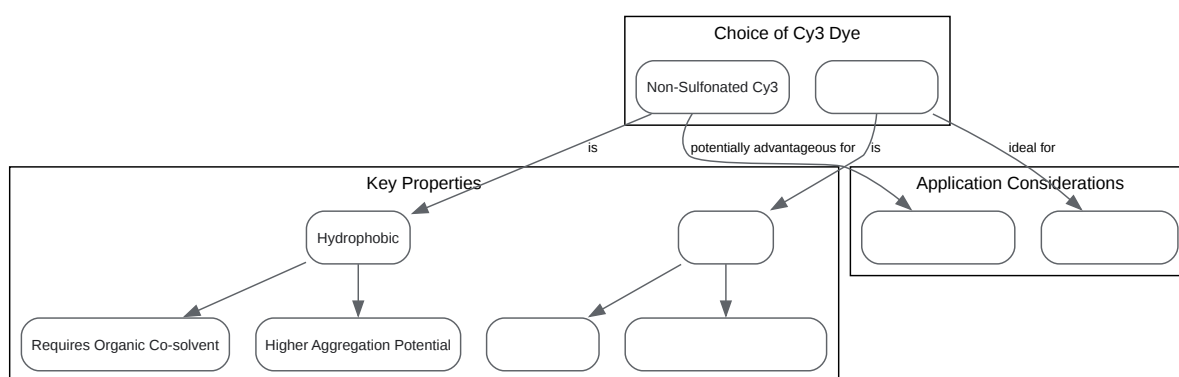 Choice of Cy3 Dye
Non-Sulfonated Cy3
is
potentially advantageous for
is
ideal for
Key Properties
Application Considerations
Hydrophobic
Requires Organic Co-solvent
Higher Aggregation Potential